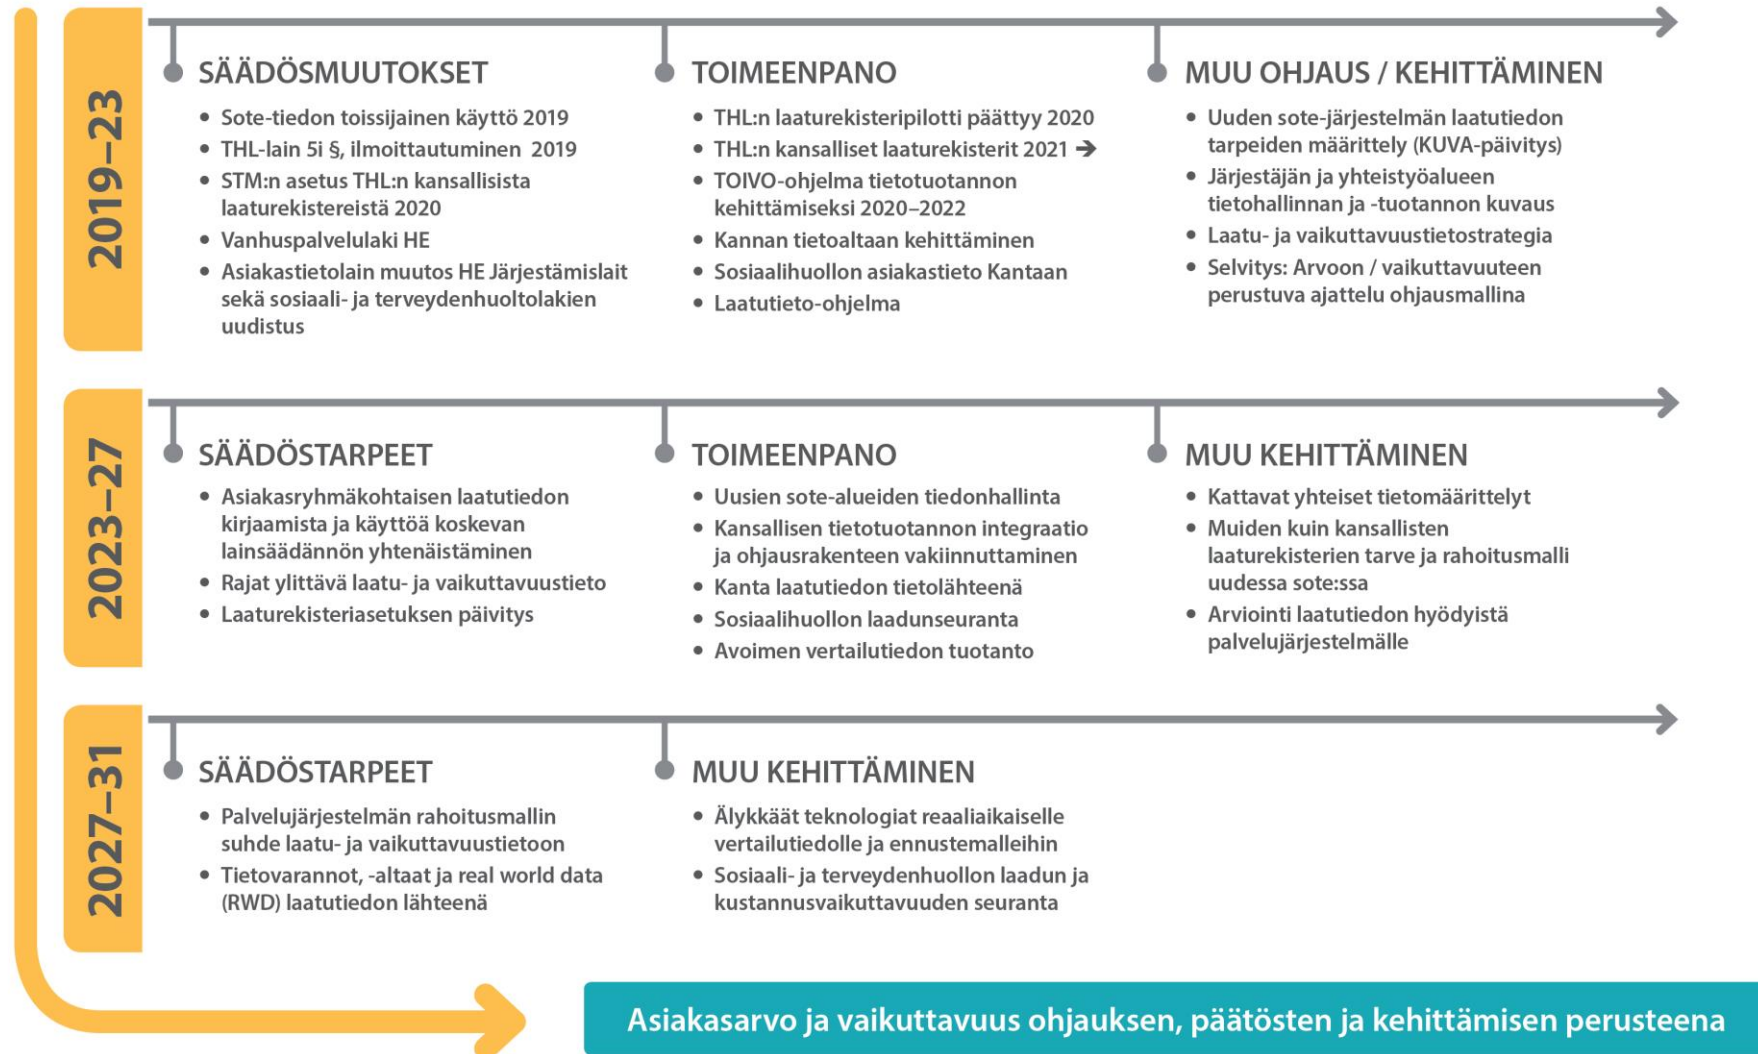 2019–23
SÄÄDÖSMUUTOKSET
• Sote-tiedon toissijainen käyttö 2019
• THL-lain 5i §, ilmoittautuminen 2019
• STM:n asetus THL:n kansallisista
laaturekistereistä 2020
• Vanhuspalvelulaki HE
• Asiakastietolain muutos HE Järjestämislait
sekä sosiaali- ja terveydenhuoltolakien
uudistus
TOIMEENPANO
• THL:n laaturekisteripilotti päättyy 2020
• THL:n kansalliset laaturekisterit 2021 ➔
• TOIVO-ohjelma tietotuotannon
kehittämiseksi 2020–2022
• Kannan tietoaltaan kehittäminen
• Sosiaalihuollon asiakastieto Kantaan
• Laatutieto-ohjelma
MUU OHJAUS / KEHITTÄMINEN
• Uuden sote-järjestelmän laatutiedon
tarpeiden määrittely (KUVA-päivitys)
• Järjestäjän ja yhteistyöalueen
tietohallinnan ja -tuotannon kuvaus
• Laatu- ja vaikuttavuustietostrategia
• Selvitys: Arvoon / vaikuttavuuteen
perustuva ajattelu ohjausmallina
2023–27
SÄÄDÖSTARPEET
• Asiakasryhmäkohtaisen laatutiedon
kirjaamista ja käyttöä koskevan
lainsäädännön yhtenäistäminen
• Rajat ylittävä laatu- ja vaikuttavuustieto
• Laaturekisteriasetuksen päivitys
TOIMEENPANO
• Uusien sote-alueiden tiedonhallinta
• Kansallisen tietotuotannon integraatio
ja ohjausrakenteen vakiinnuttaminen
• Kanta laatutiedon tietolähteenä
• Sosiaalihuollon laadunseuranta
• Avoimen vertailutiedon tuotanto
MUU KEHITTÄMINEN
• Kattavat yhteiset tietomäärittelyt
• Muiden kuin kansallisten
laaturekisterien tarve ja rahoitusmalli
uudessa sote:ssa
• Arviointi laatutiedon hyödyistä
palvelujärjestelmälle
2027–31
SÄÄDÖSTARPEET
• Palvelujärjestelmän rahoitusmallin
suhde laatu- ja vaikuttavuustietoon
• Tietovarannot, -altaat ja real world data
(RWD) laatutiedon lähteenä
MUU KEHITTÄMINEN
• Älykkäät teknologiat reaaliaikaiselle
vertailutiedolle ja ennustemalleihin
• Sosiaali- ja terveydenhuollon laadun ja
kustannusvaikuttavuuden seuranta
Asiakasarvo ja vaikuttavuus ohjauksen, päätösten ja kehittämisen perusteena